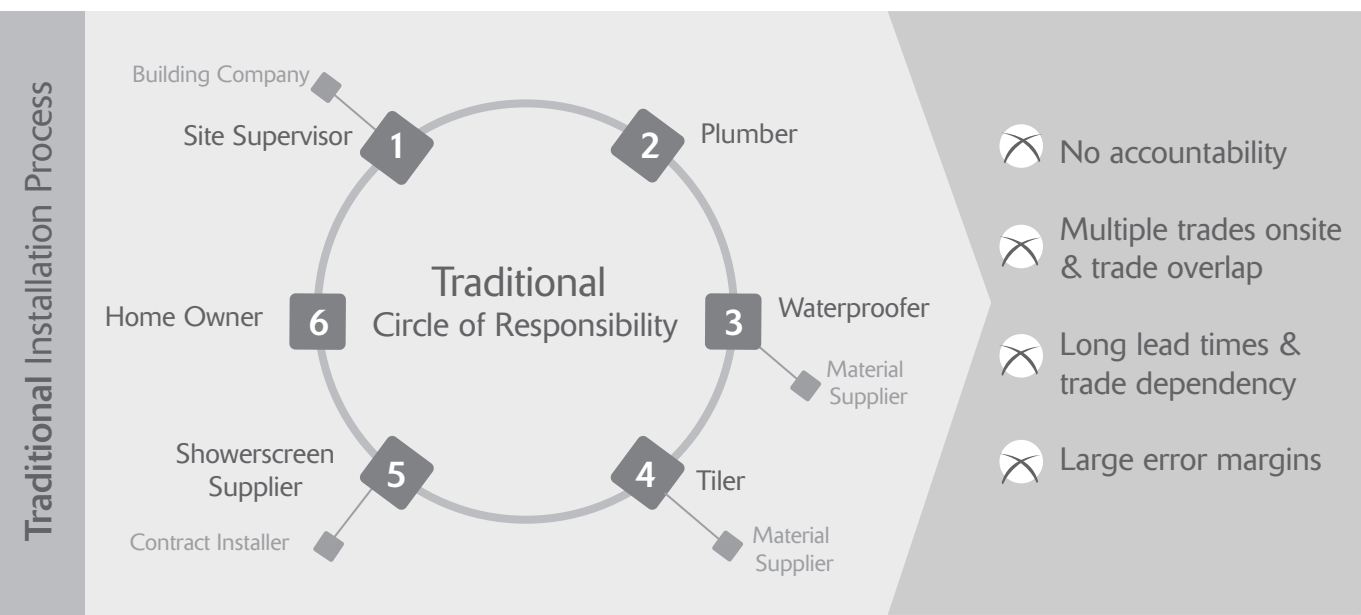 Traditional Installation Process
Building Company
Site Supervisor
1
2
Plumber
Traditional
Circle of Responsibility
Home Owner
6
3
Waterproofer
Material
Supplier
Showerscreen
Supplier
5
4
Tiler
Contract Installer
Material
Supplier
No accountability
Multiple trades onsite
& trade overlap
Long lead times &
trade dependency
Large error margins